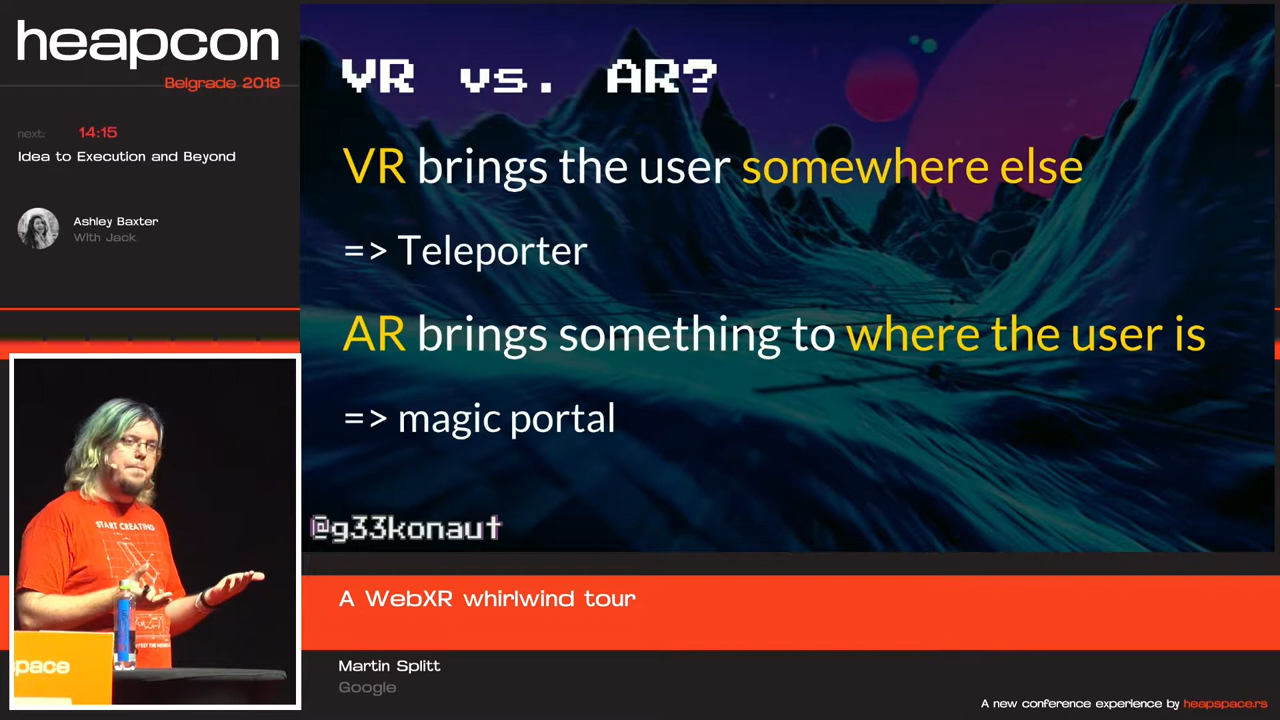 heapcon
Belgrade 2018
next: 14:15
Idea to Execution and Beyond
Ashley Baxter
With Jack
VR vs. AR?
VR brings the user somewhere else
=> Teleporter
AR brings something to where the user is
=> magic portal
@g33konaut
START CREATING
space
A WebXR whirlwind tour
Martin Splitt
Google
A new conference experience by heapspace.rs